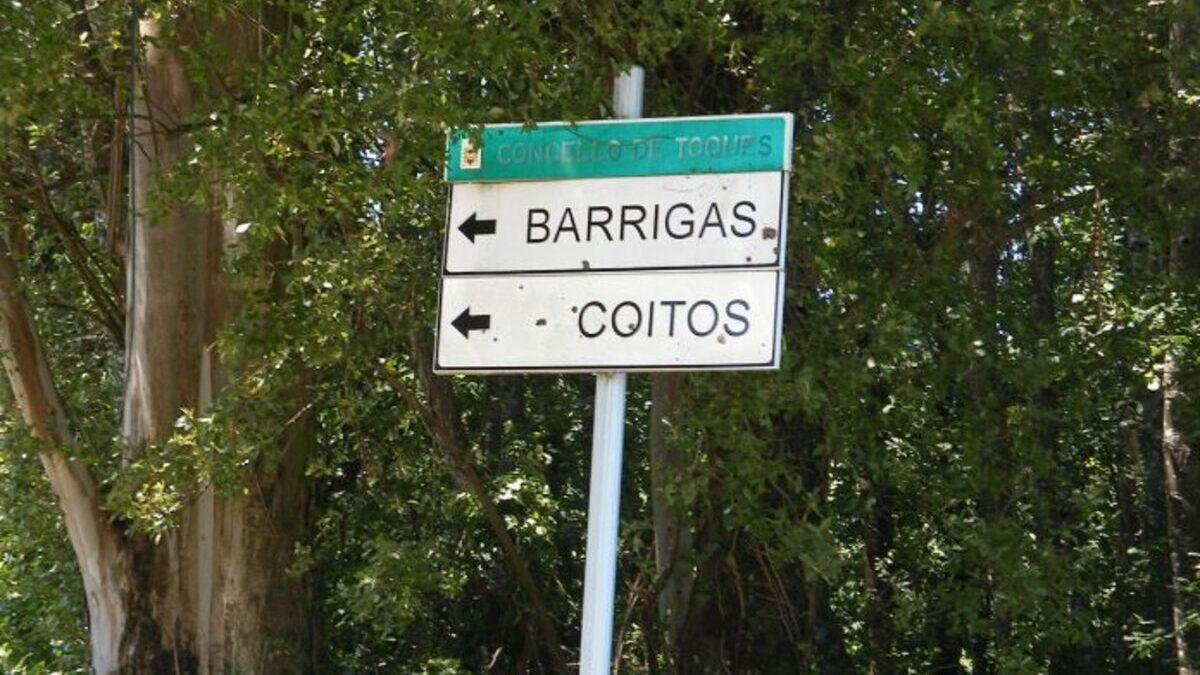 CONCELLO DE TOQUES
BARRIGAS
COITOS